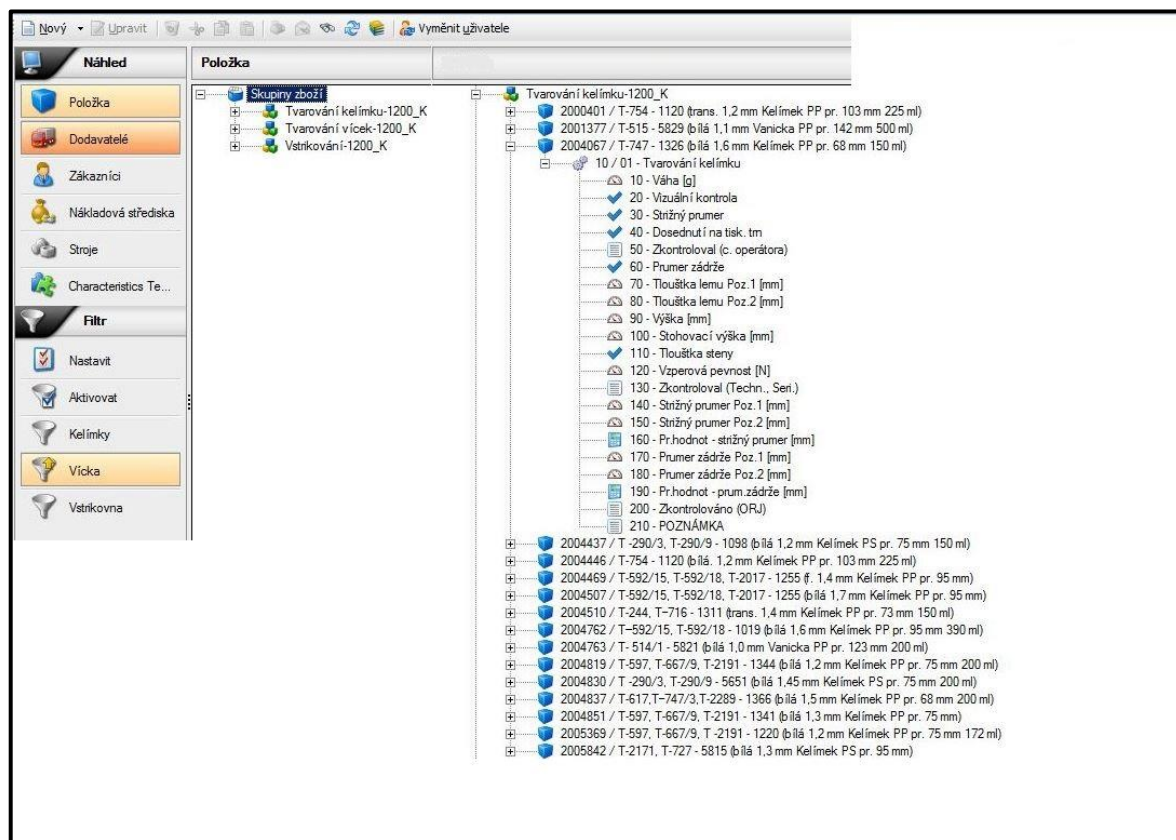 Nový Upravit Vyměnit uživatele
Náhled
Položka
Dodavatelé
Zákazníci
Nákladová střediska
Stroje
Characteristics Te...
Filtr
Nastavit
Aktivovat
Kelímky
Vícka
Vstrikovna
Položka
Skupiny zboží
Tvarování kelímku-1200_K
Tvarování vícek-1200_K
Vstrikování-1200_K
Tvarování kelímku-1200_K
2000401 / T-754 - 1120 (trans. 1,2 mm Kelímek PP pr. 103 mm 225 ml)
2001377 / T-515 - 5829 (bílá 1,1 mm Vanicka PP pr. 142 mm 500 ml)
2004067 / T-747 - 1326 (bílá 1,6 mm Kelímek PP pr. 68 mm 150 ml)
10 / 01 - Tvarování kelímku
10 - Váha [g]
20 - Vizuální kontrola
30 - Strižný prumer
40 - Dosednutí na tisk. trn
50 - Zkontroloval (c. operátora)
60 - Prumer zádrže
70 - Tlouštka lemu Poz.1 [mm]
80 - Tlouštka lemu Poz.2 [mm]
90 - Výška [mm]
100 - Stohovací výška [mm]
110 - Tlouštka steny
120 - Vzperová pevnost [N]
130 - Zkontroloval (Techn., Seri.)
140 - Strižný prumer Poz.1 [mm]
150 - Strižný prumer Poz.2 [mm]
160 - Pr.hodnot - strižný prumer [mm]
170 - Prumer zádrže Poz.1 [mm]
180 - Prumer zádrže Poz.2 [mm]
190 - Pr.hodnot - prum.zádrže [mm]
200 - Zkontrolováno (ORJ)
210 - POZNÁMKA
2004437 / T -290/3, T-290/9 - 1098 (bílá 1,2 mm Kelímek PS pr. 75 mm 150 ml)
2004446 / T-754 - 1120 (bílá. 1,2 mm Kelímek PP pr. 103 mm 225 ml)
2004469 / T-592/15, T-592/18, T-2017 - 1255 (f. 1,4 mm Kelímek PP pr. 95 mm)
2004507 / T-592/15, T-592/18, T-2017 - 1255 (bílá 1,7 mm Kelímek PP pr. 95 mm)
2004510 / T-244, T-716 - 1311 (trans. 1,4 mm Kelímek PP pr. 73 mm 150 ml)
2004762 / T-592/15, T-592/18 - 1019 (bílá 1,6 mm Kelímek PP pr. 95 mm 390 ml)
2004763 / T- 514/1 - 5821 (bílá 1,0 mm Vanicka PP pr. 123 mm 200 ml)
2004819 / T-597, T-667/9, T-2191 - 1344 (bílá 1,2 mm Kelímek PP pr. 75 mm 200 ml)
2004830 / T -290/3, T-290/9 - 5651 (bílá 1,45 mm Kelímek PS pr. 75 mm 200 ml)
2004837 / T-617,T-747/3,T-2289 - 1366 (bílá 1,5 mm Kelímek PP pr. 68 mm 200 ml)
2004851 / T-597, T-667/9, T-2191 - 1341 (bílá 1,3 mm Kelímek PP pr. 75 mm)
2005369 / T-597, T-667/9, T -2191 - 1220 (bílá 1,2 mm Kelímek PP pr. 75 mm 172 ml)
2005842 / T-2171, T-727 - 5815 (bílá 1,3 mm Kelímek PS pr. 95 mm)